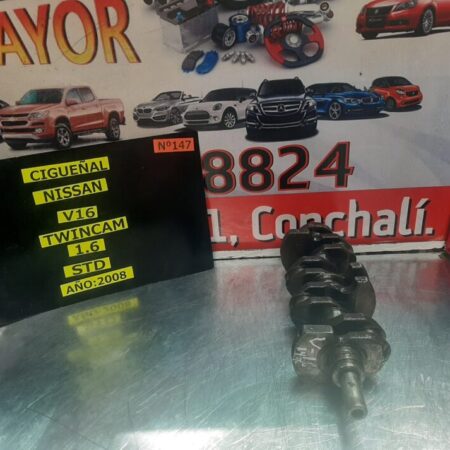 AYOR
Nº147
CIGUEÑAL
NISSAN
V16
TWINCAM
1.6
STD
AÑO:2008
8824
1, Conchalí.